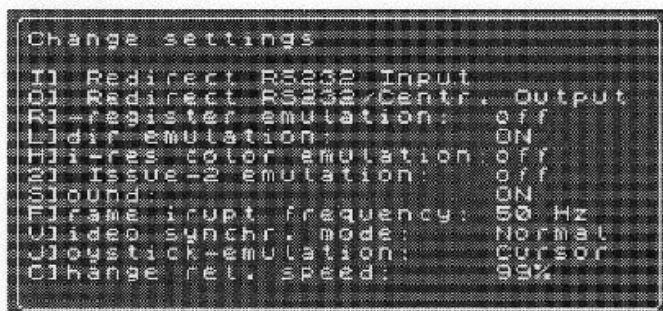 Change settings
I] Redirect RS232 Input
O] Redirect RS232/Centr. Output
R]-register emulation: off
L]dir emulation: ON
H]i-res color emulation: off
2] Issue-2 emulation: off
S]ound: ON
F]rame irupt frequency: 50 Hz
V]ideo synchr. mode: Normal
J]oystick-emulation: Cursor
C]hange rel. speed: 99%